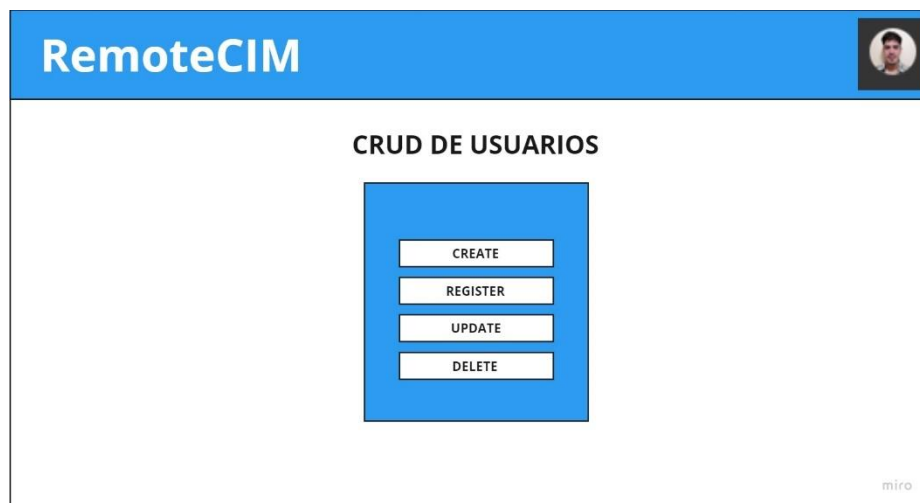 RemoteCIM
CRUD DE USUARIOS
CREATE
REGISTER
UPDATE
DELETE
miro